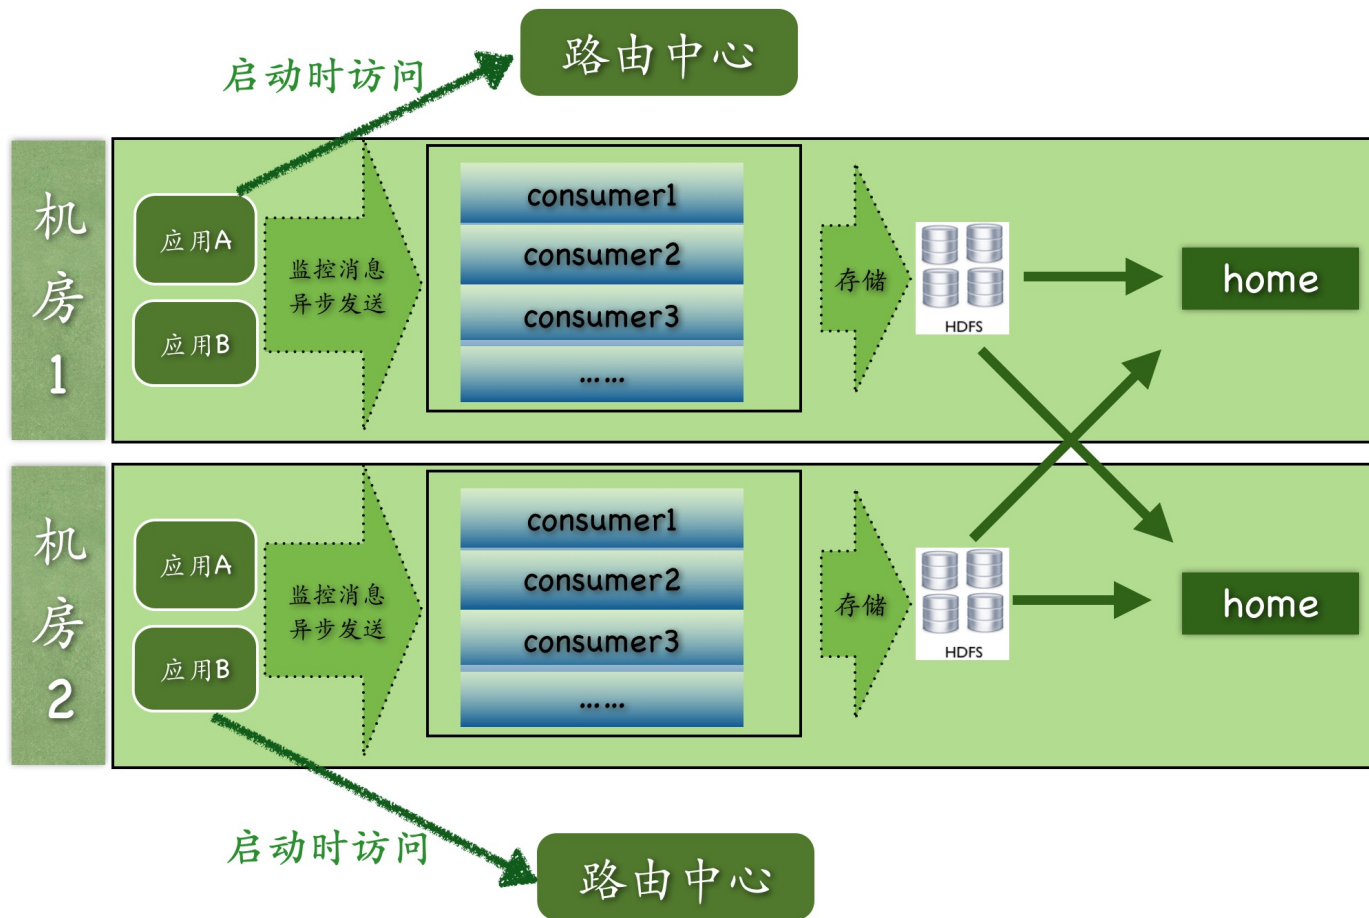 路由中心
启动时访问
机
房
1
应用A
应用B
监控消息
异步发送
consumer1
consumer2
consumer3
……
存储
HDFS
home
机
房
2
应用A
应用B
监控消息
异步发送
consumer1
consumer2
consumer3
……
存储
HDFS
home
启动时访问
路由中心